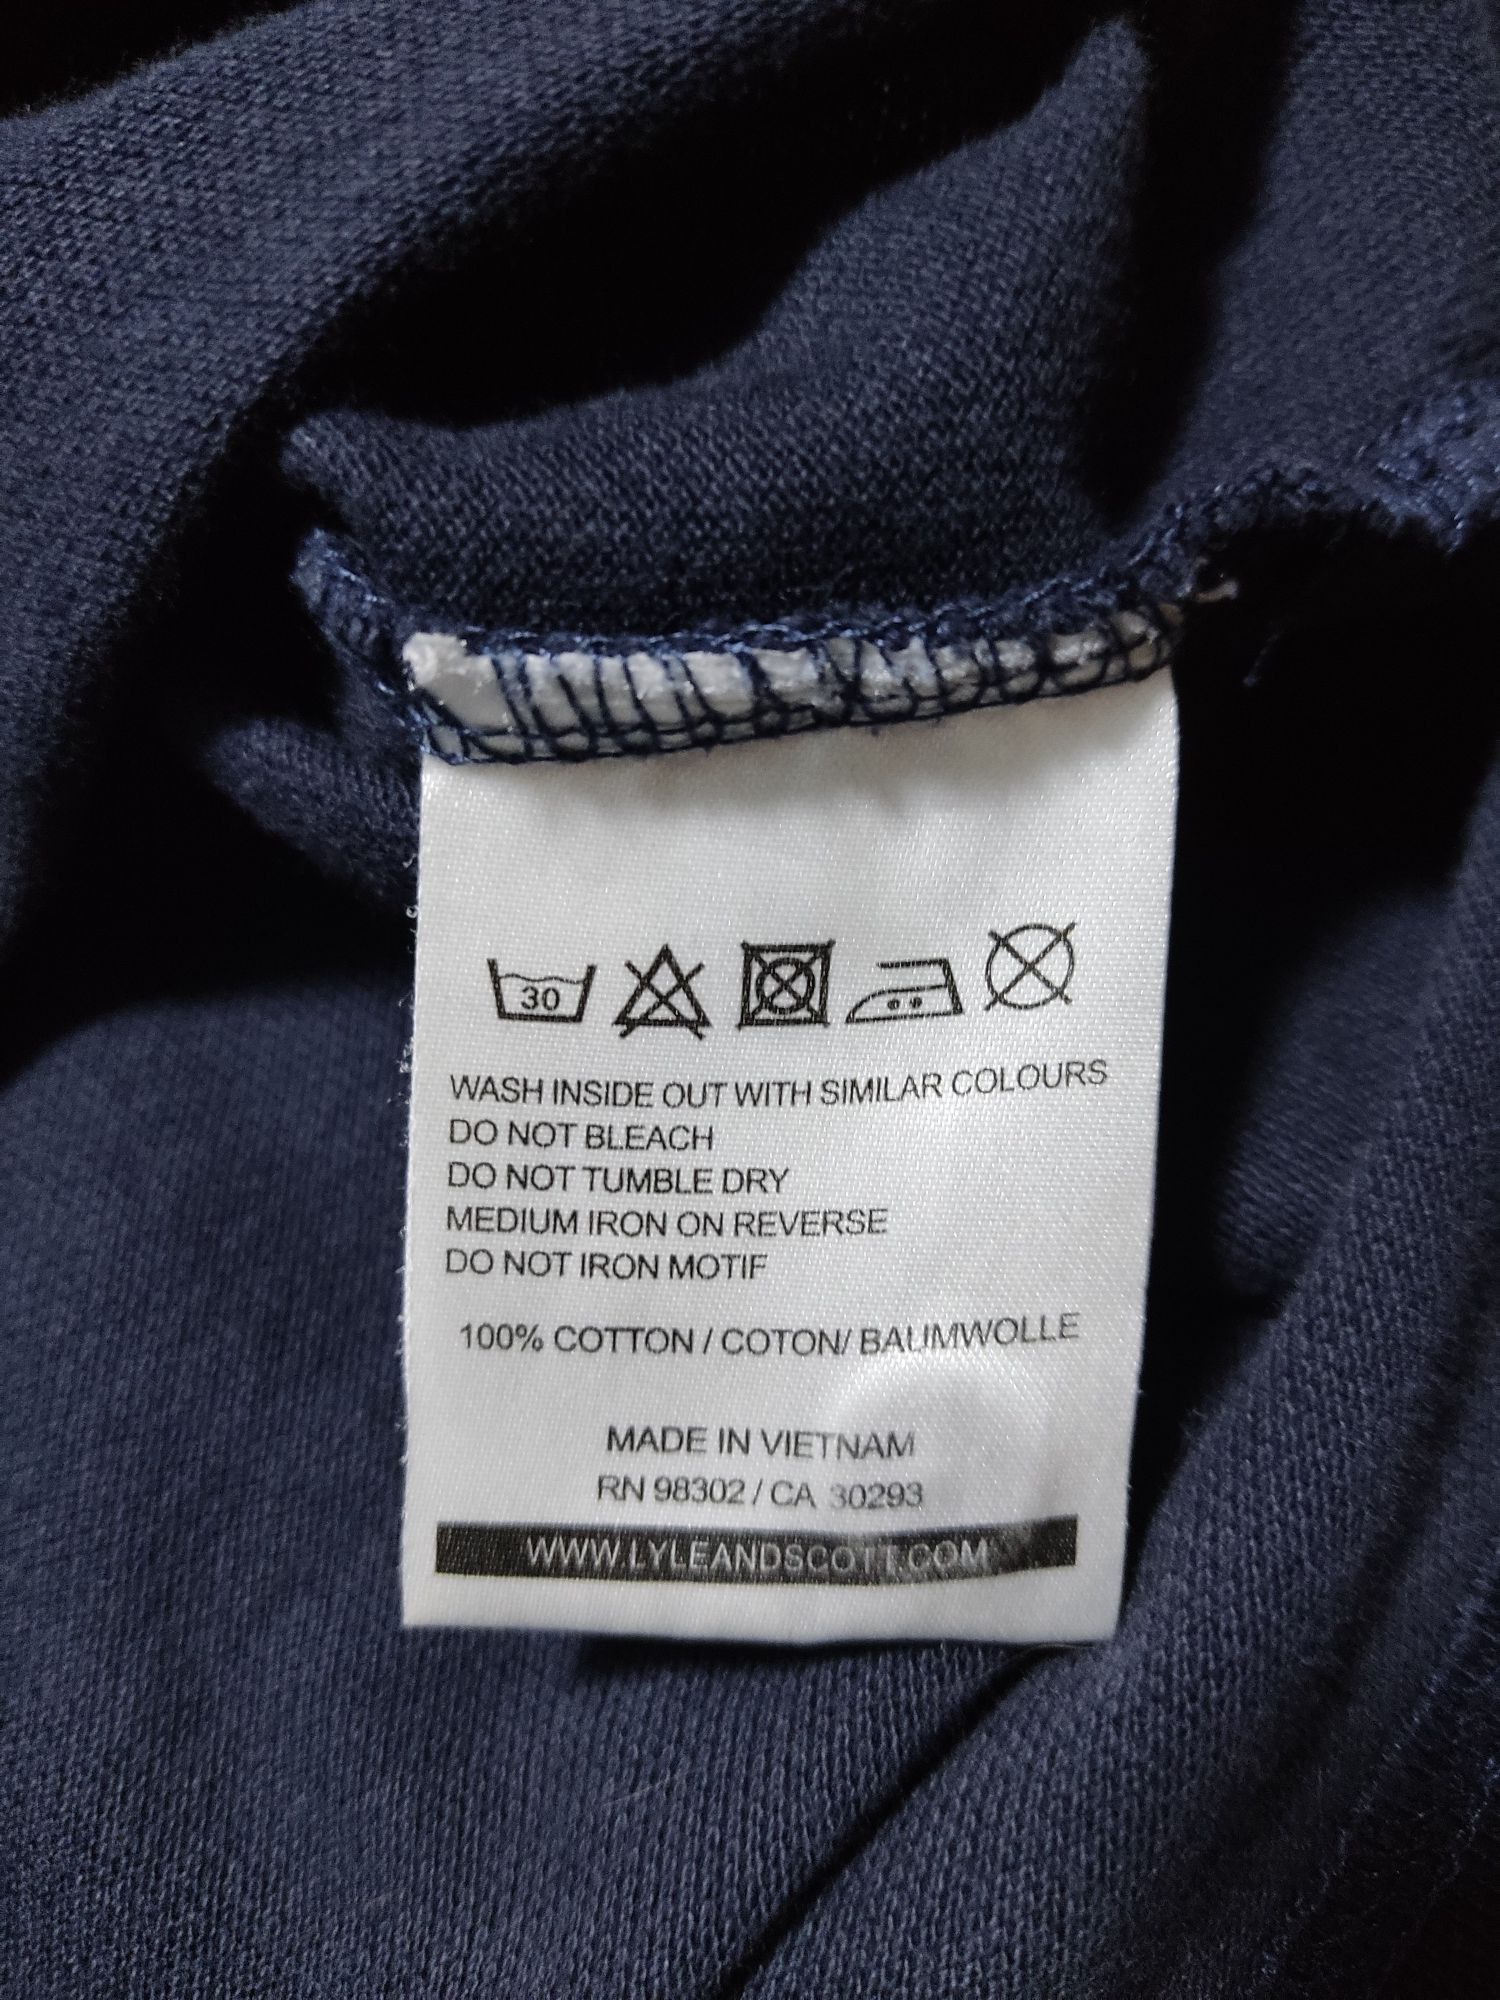 30
WASH INSIDE OUT WITH SIMILAR COLOURS
DO NOT BLEACH
DO NOT TUMBLE DRY
MEDIUM IRON ON REVERSE
DO NOT IRON MOTIF
100% COTTON / COTON/ BAUMWOLLE
MADE IN VIETNAM
RN 98302 / CA 30293
WWW.LYLEANDSCOTT.COM